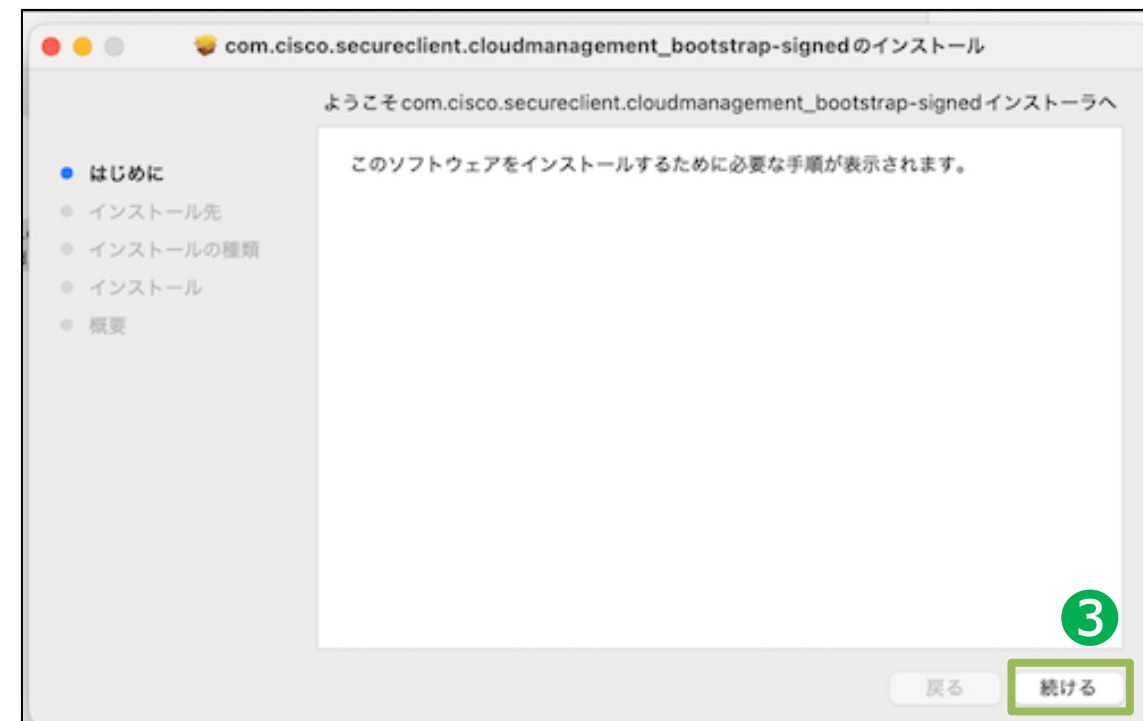 com.cisco.secureclient.cloudmanagement_bootstrap-signedのインストール
ようこそcom.cisco.secureclient.cloudmanagement_bootstrap-signedインストーラへ
はじめに
インストール先
インストールの種類
インストール
概要
このソフトウェアをインストールするために必要な手順が表示されます。
3
戻る
続ける